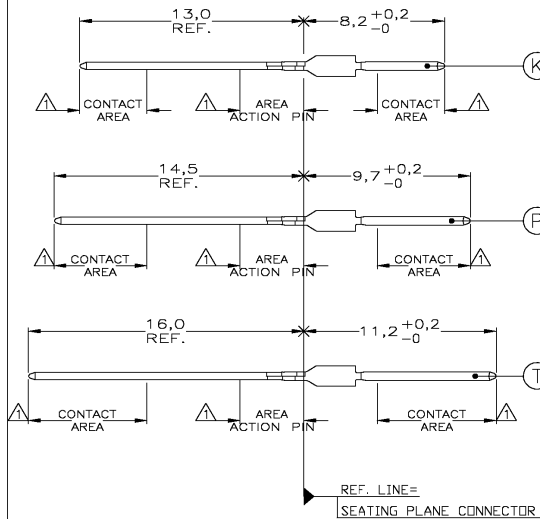 13,0
REF.
8,2 +0,2
-0
K
1 CONTACT
AREA
1 AREA
ACTION PIN
CONTACT
AREA 1
14,5
REF.
9,7 +0,2
-0
P
1 CONTACT
AREA
1 AREA
ACTION PIN
CONTACT
AREA 1
16,0
REF.
11,2 +0,2
-0
T
1 CONTACT
AREA
1 AREA
ACTION PIN
CONTACT
AREA 1
REF. LINE=
SEATING PLANE CONNECTOR